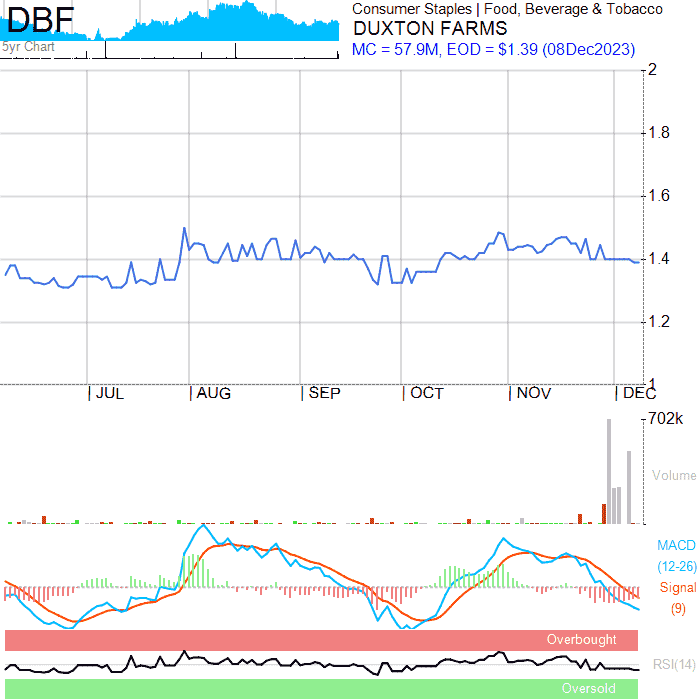 DBF
5yr Chart
Consumer Staples | Food, Beverage & Tobacco
DUXTON FARMS
MC = 57.9M, EOD = $1.39 (08Dec2023)
2
1.8
1.6
1.4
1.2
1
JUL AUG SEP OCT NOV DEC
702k
Volume
MACD
(12-26)
Signal
(9)
Overbought
RSI(14)
Oversold